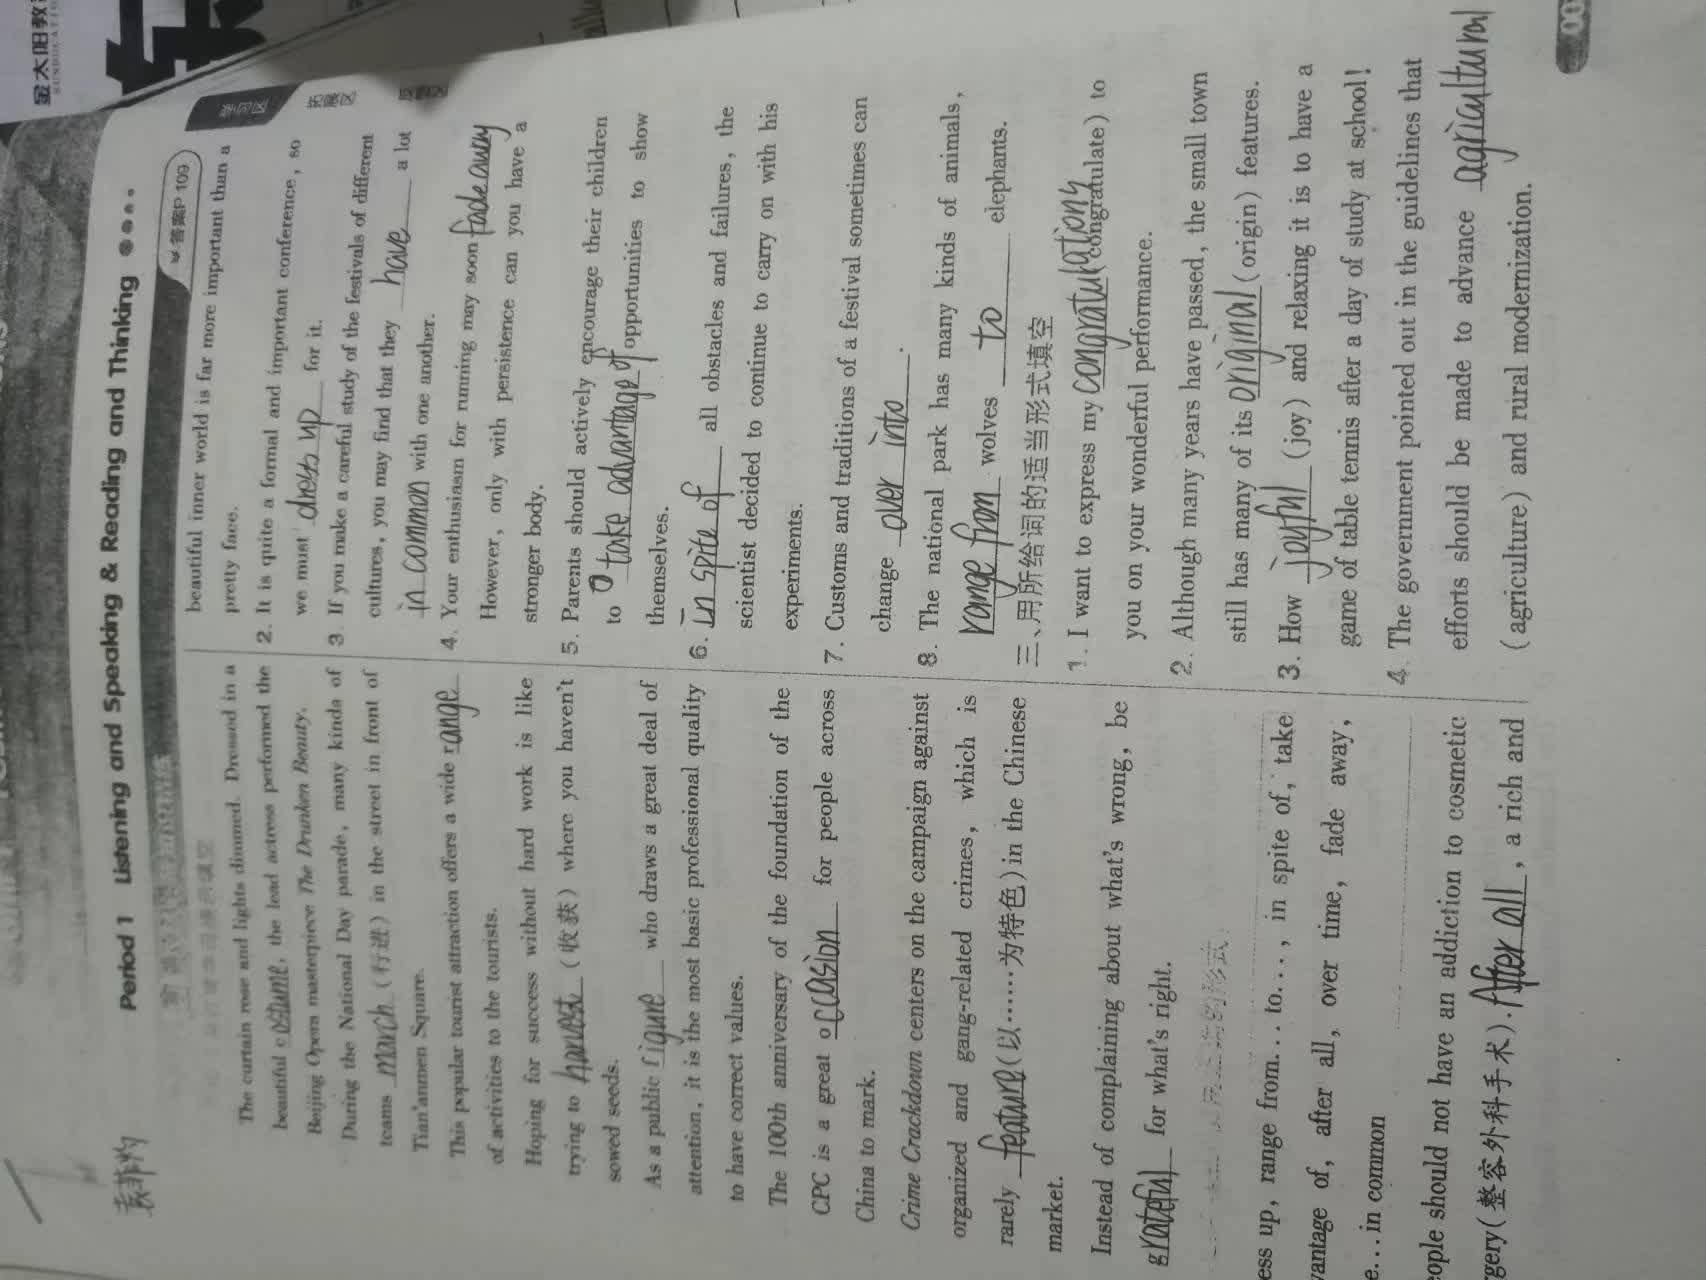 金太阳教
Period 1 Listening and Speaking & Reading and Thinking
答案P109
The curtain rose and lights dimmed. Dressed in a
beautiful costume, the lead actress performed the
Beijing Opera masterpiece The Drunken Beauty.
During the National Day parade, many kinds of
teams march (行进) in the street in front of
Tian'anmen Square.
This popular tourist attraction offers a wide range
of activities to the tourists.
Hoping for success without hard work is like
trying to harvest (收获) where you haven't
sowed seeds.
As a public figure who draws a great deal of
attention, it is the most basic professional quality
to have correct values.
The 100th anniversary of the foundation of the
CPC is a great occasion for people across
China to mark.
Crime Crackdown centers on the campaign against
organized and gang-related crimes, which is
rarely feature (以……为特色) in the Chinese
market.
Instead of complaining about what's wrong, be
grateful for what's right.
ess up, range from...to..., in spite of, take
vantage of, after all, over time, fade away,
e...in common
ople should not have an addiction to cosmetic
rgery(整容外科手术). After all, a rich and
beautiful inner world is far more important than a
pretty face.
2. It is quite a formal and important conference, so
we must dress up for it.
3. If you make a careful study of the festivals of different
cultures, you may find that they have a lot
in common with one another.
4. Your enthusiasm for running may soon fade away
However, only with persistence can you have a
stronger body.
5. Parents should actively encourage their children
to take advantage of opportunities to show
themselves.
6. In spite of all obstacles and failures, the
scientist decided to continue to carry on with his
experiments.
7. Customs and traditions of a festival sometimes can
change over into.
8. The national park has many kinds of animals,
range from wolves to elephants.
三、用所给词的适当形式填空
1. I want to express my congratulations (congratulate) to
you on your wonderful performance.
2. Although many years have passed, the small town
still has many of its original (origin) features.
3. How joyful (joy) and relaxing it is to have a
game of table tennis after a day of study at school!
4. The government pointed out in the guidelines that
efforts should be made to advance agricultural
(agriculture) and rural modernization.
00